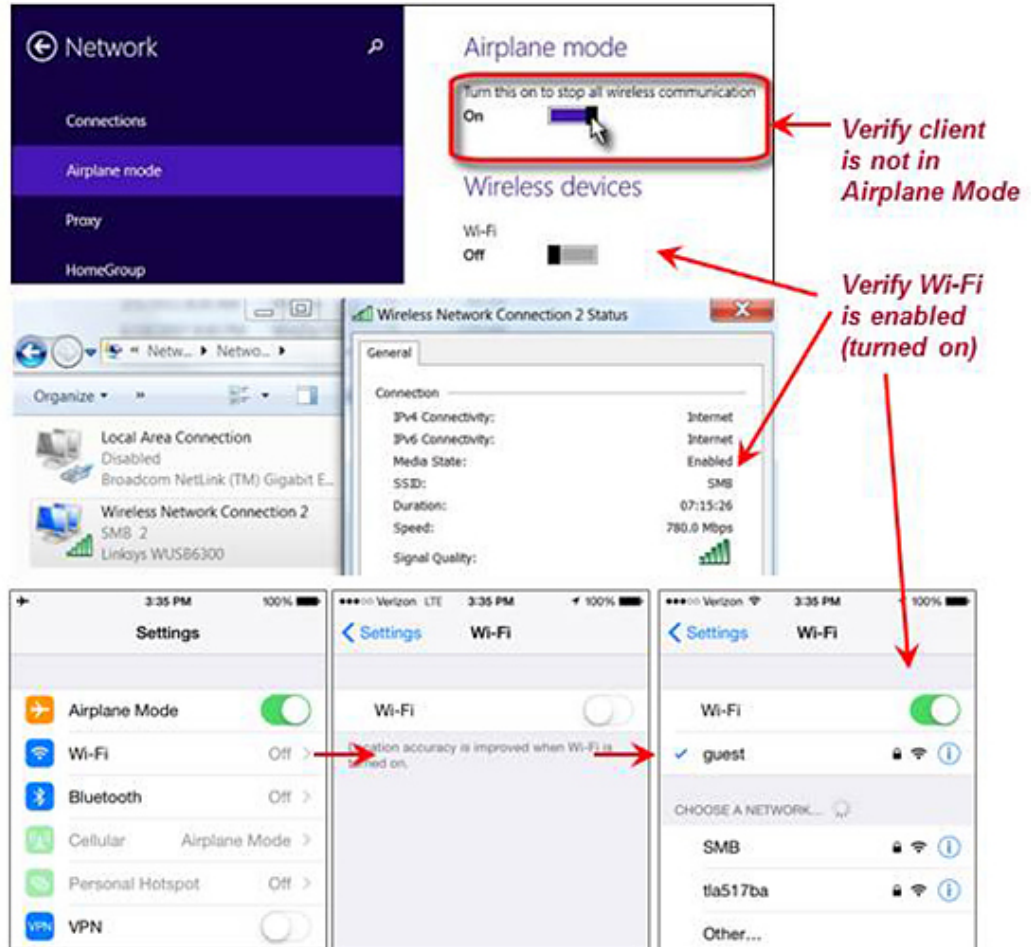 Network
Connections
Airplane mode
Proxy
HomeGroup
Airplane mode
Turn this on to stop all wireless communication
On
Wireless devices
Wi-Fi
Off
Verify client
is not in
Airplane Mode
Verify Wi-Fi
is enabled
(turned on)
« Netw... Netwo...
Organize »
Local Area Connection
Disabled
Broadcom NetLink (TM) Gigabit E...
Wireless Network Connection 2
SMB 2
Linksys WUSB6300
Wireless Network Connection 2 Status
General
Connection
IPv4 Connectivity: Internet
IPv6 Connectivity: Internet
Media State: Enabled
SSID: SMB
Duration: 07:15:26
Speed: 780.0 Mbps
Signal Quality:
3:35 PM 100%
Settings
Airplane Mode
Wi-Fi Off
Bluetooth Off
Cellular Airplane Mode
Personal Hotspot Off
VPN VPN
Verizon LTE 3:35 PM 100%
Settings Wi-Fi
Wi-Fi
Location accuracy is improved when Wi-Fi is
turned on.
Verizon 3:35 PM 100%
Settings Wi-Fi
Wi-Fi
guest
CHOOSE A NETWORK...
SMB
tla517ba
Other...